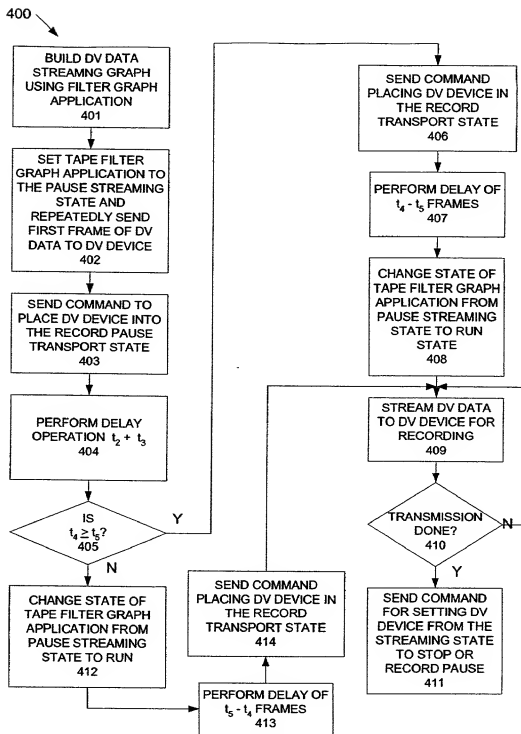 400
BUILD DV DATA
STREAMNG GRAPH
USING FILTER GRAPH
APPLICATION
401
SET TAPE FILTER
GRAPH APPLICATION TO
THE PAUSE STREAMING
STATE AND
REPEATEDLY SEND
FIRST FRAME OF DV
DATA TO DV DEVICE
402
SEND COMMAND TO
PLACE DV DEVICE INTO
THE RECORD PAUSE
TRANSPORT STATE
403
PERFORM DELAY
OPERATION t2 + t3
404
IS
t4 ≥ t5?
405
Y
N
CHANGE STATE OF
TAPE FILTER GRAPH
APPLICATION FROM
PAUSE STREAMING
STATE TO RUN
412
PERFORM DELAY OF
t5 - t4 FRAMES
413
SEND COMMAND
PLACING DV DEVICE IN
THE RECORD
TRANSPORT STATE
414
SEND COMMAND
PLACING DV DEVICE IN
THE RECORD
TRANSPORT STATE
406
PERFORM DELAY OF
t4 - t5 FRAMES
407
CHANGE STATE OF
TAPE FILTER GRAPH
APPLICATION FROM
PAUSE STREAMING
STATE TO RUN
STATE
408
STREAM DV DATA
TO DV DEVICE FOR
RECORDING
409
TRANSMISSION
DONE?
410
N
Y
SEND COMMAND
FOR SETTING DV
DEVICE FROM THE
STREAMING STATE
TO STOP OR
RECORD PAUSE
411